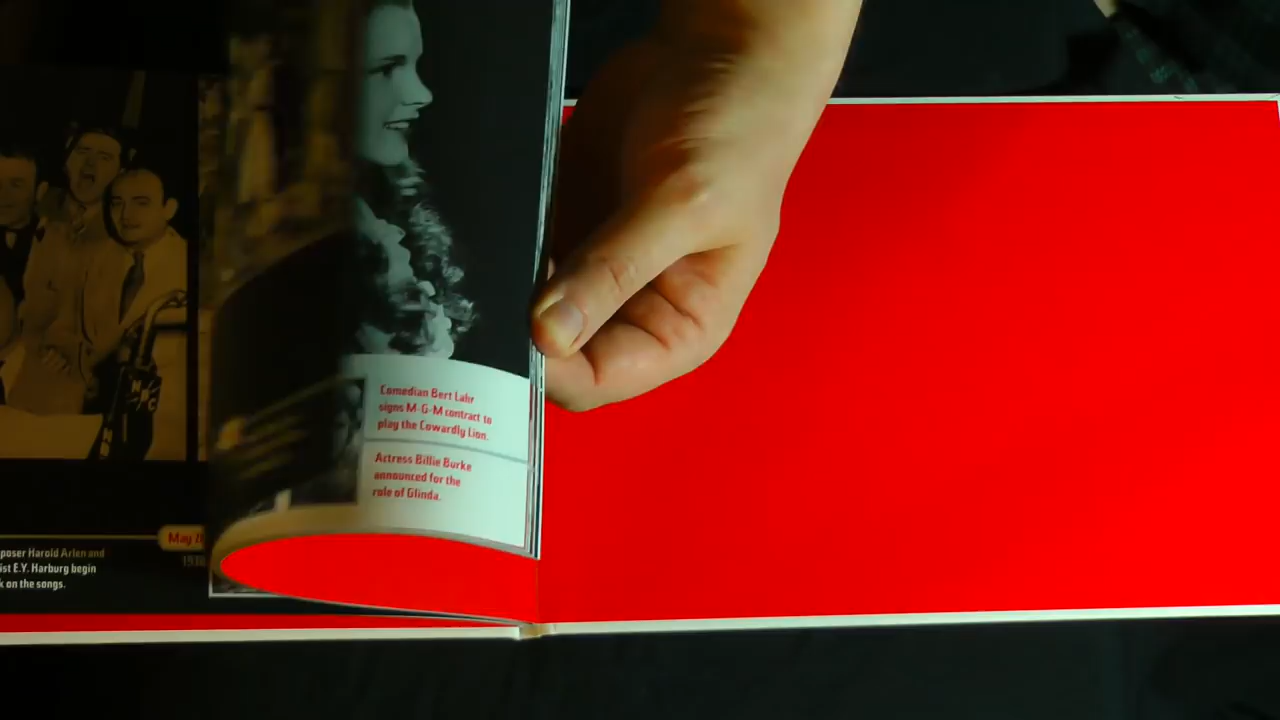 Comedian Bert Lahr
signs M-G-M contract to
play the Cowardly Lion.
Actress Billie Burke
announced for the
role of Glinda.
May
1938
poser Harold Arlen and
ist E.Y. Harburg begin
k on the songs.